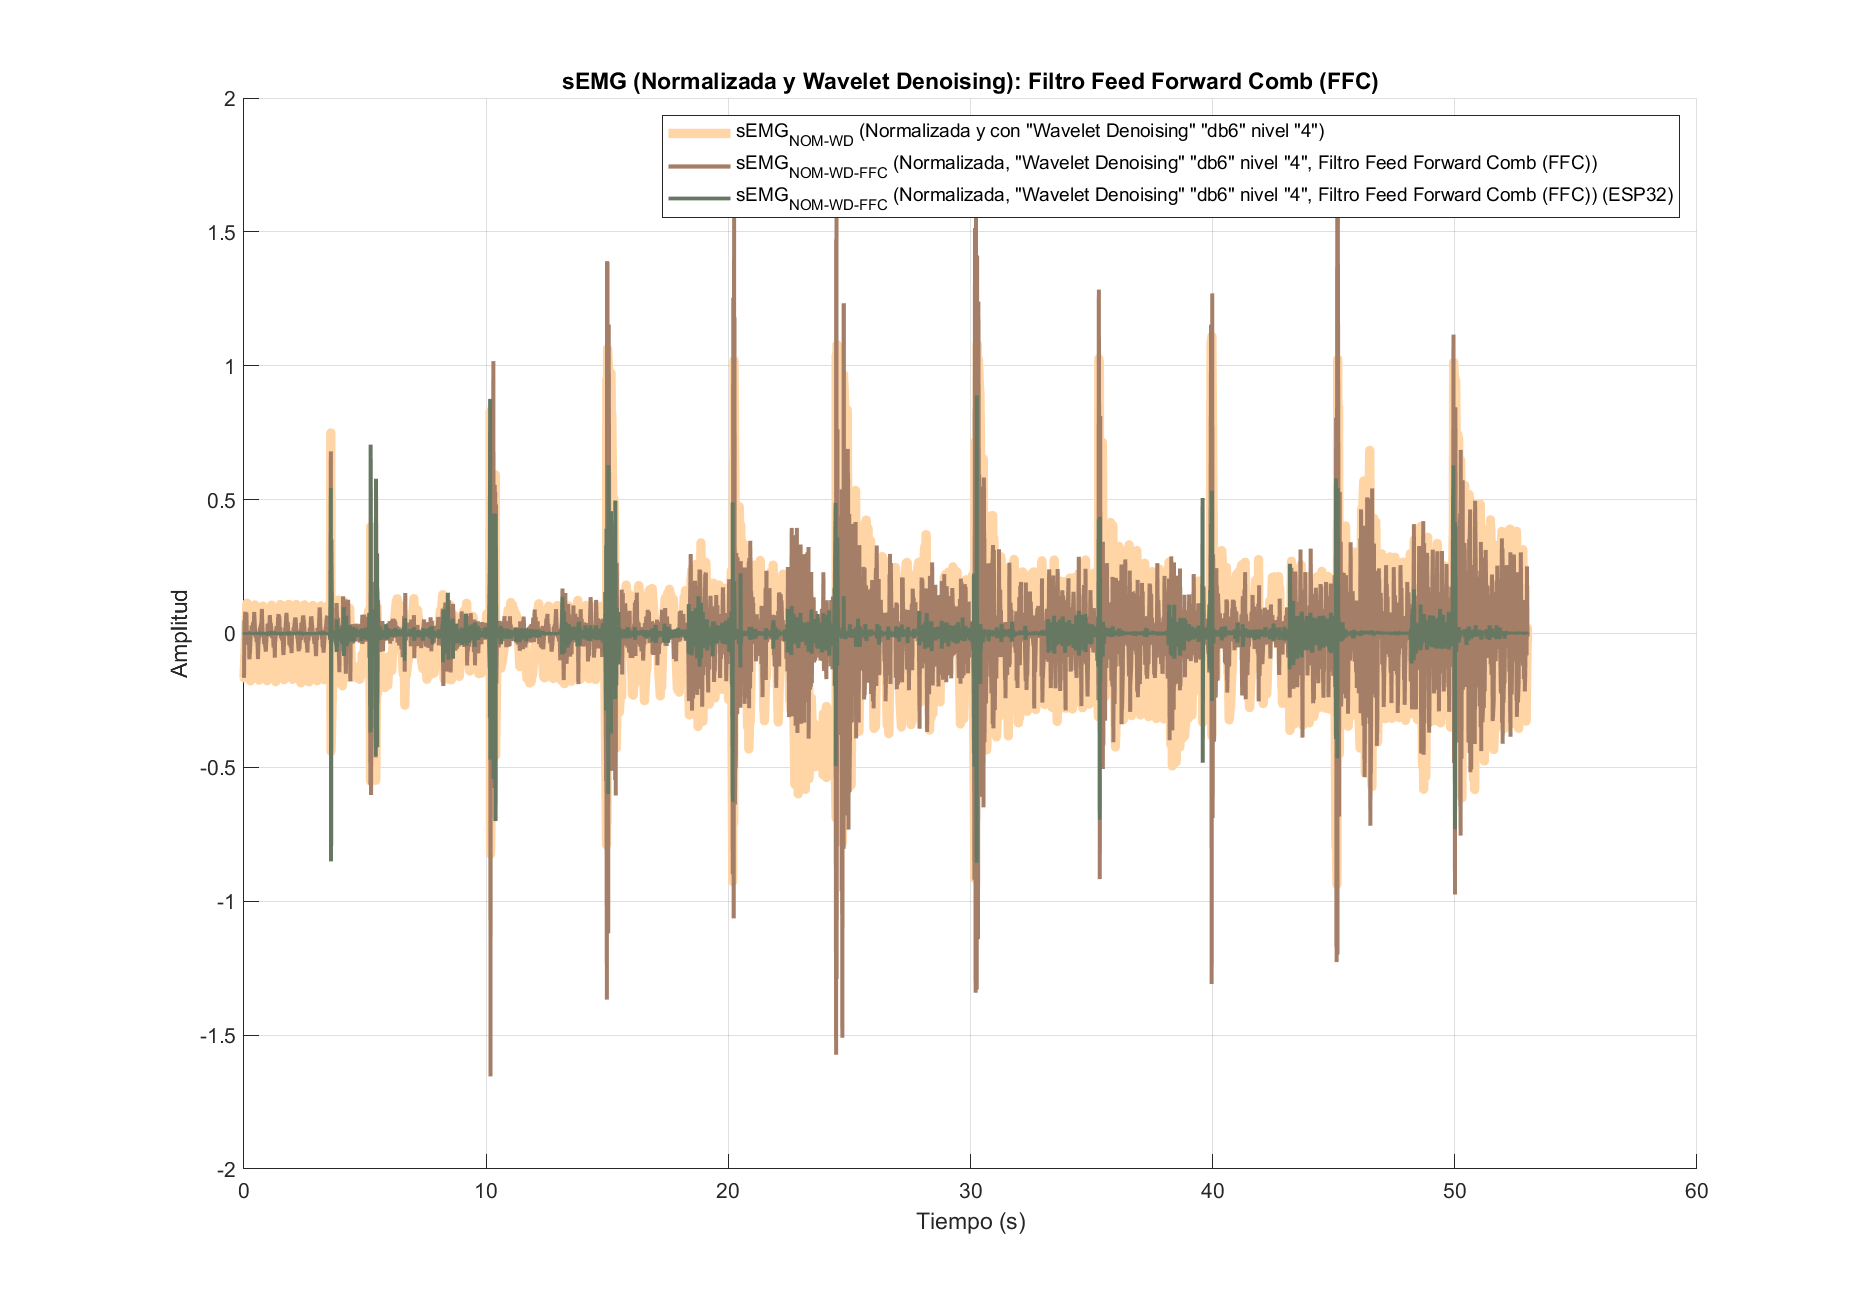 sEMG (Normalizada y Wavelet Denoising): Filtro Feed Forward Comb (FFC)
sEMG_NOM-WD (Normalizada y con "Wavelet Denoising" "db6" nivel "4")
sEMG_NOM-WD-FFC (Normalizada, "Wavelet Denoising" "db6" nivel "4", Filtro Feed Forward Comb (FFC))
sEMG_NOM-WD-FFC (Normalizada, "Wavelet Denoising" "db6" nivel "4", Filtro Feed Forward Comb (FFC)) (ESP32)
2
1.5
1
0.5
0
-0.5
-1
-1.5
-2
Amplitud
0 10 20 30 40 50 60
Tiempo (s)